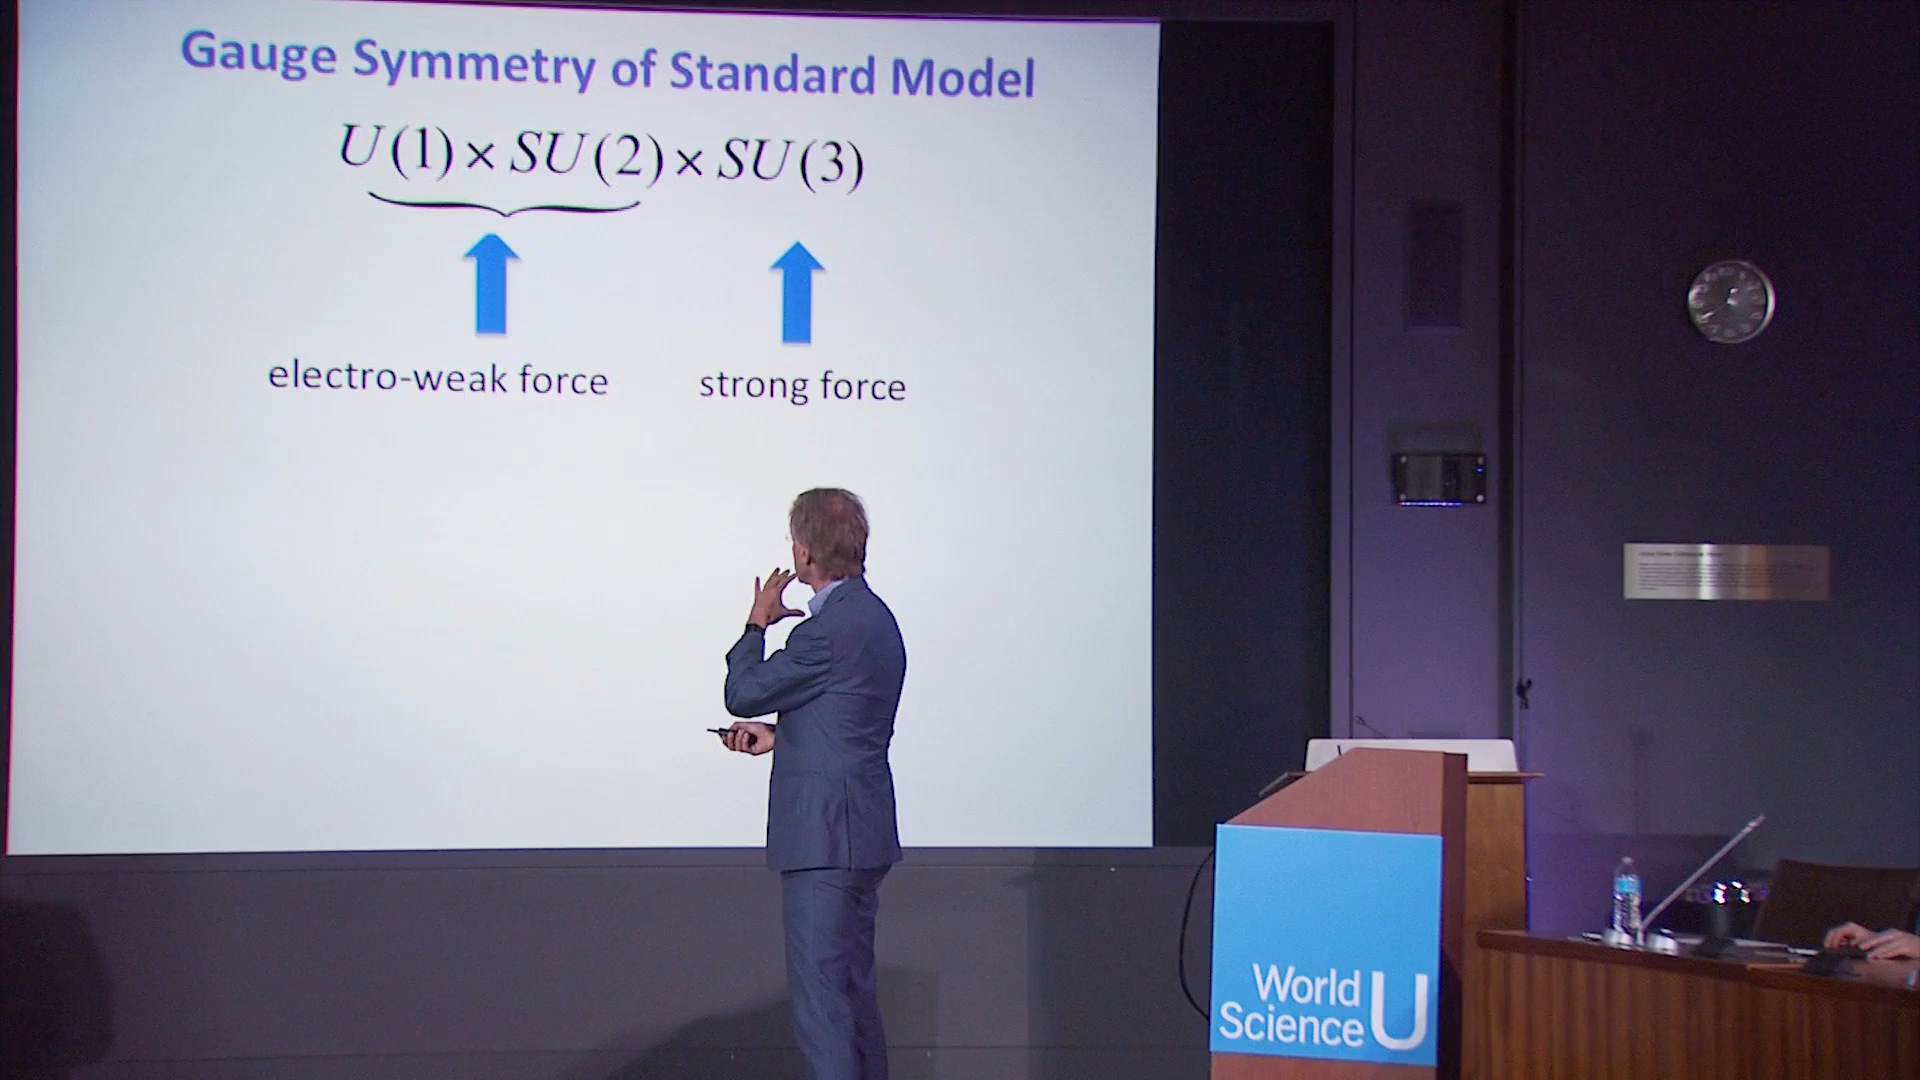 Gauge Symmetry of Standard Model
U(1)×SU(2)×SU(3)
electro-weak force
strong force
World
Science U